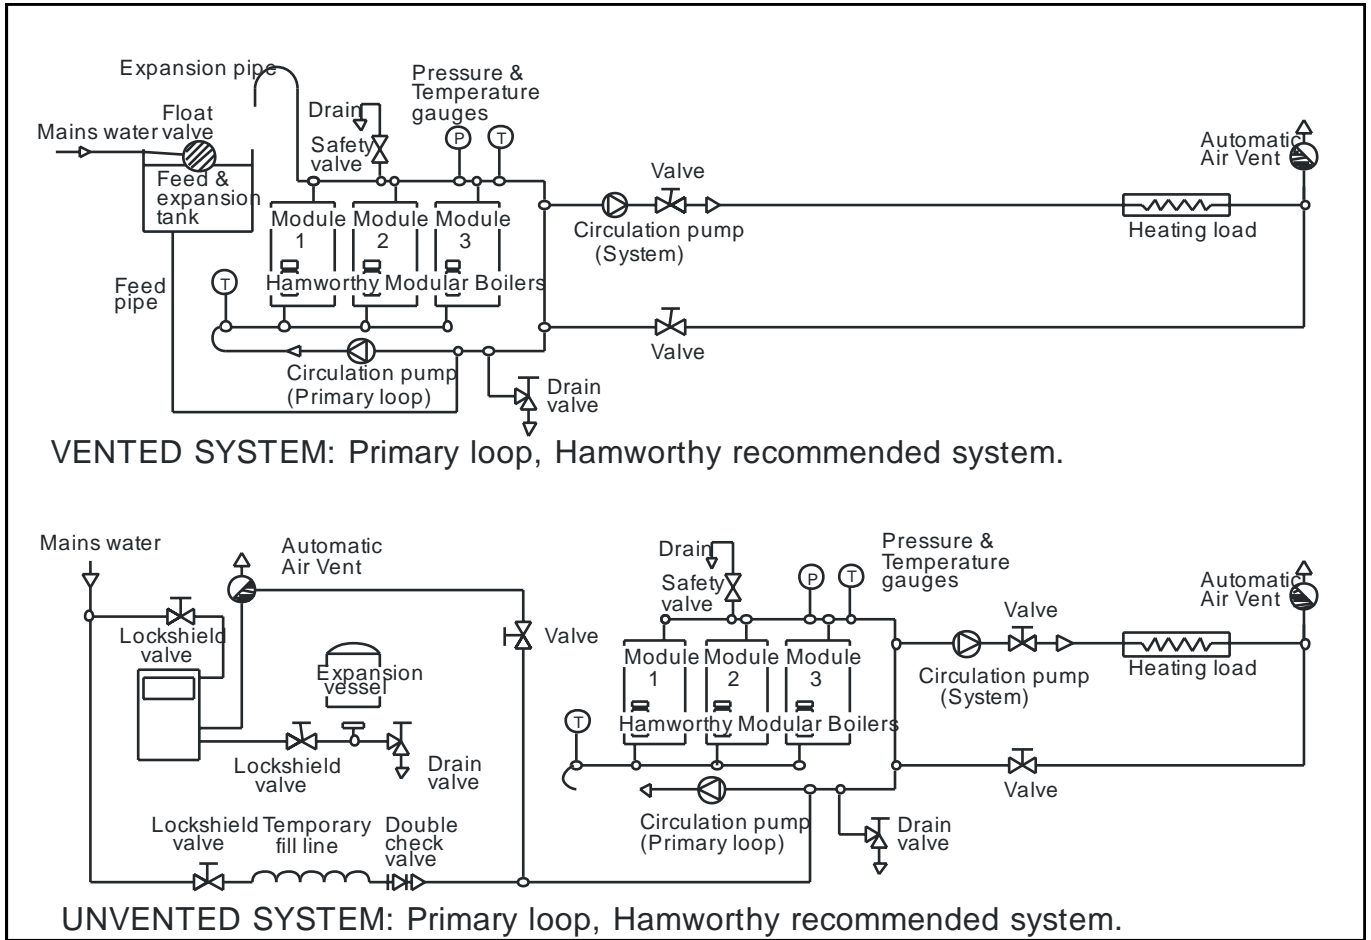 Expansion pipe
Pressure &
Temperature
gauges
Drain
Float
valve
Mains water
Safety
valve
P
T
Automatic
Air Vent
Valve
Feed &
expansion
tank
Module
1
Module
2
Module
3
Circulation pump
(System)
Heating load
Feed
pipe
T
Hamworthy Modular Boilers
Valve
Circulation pump
(Primary loop)
Drain
valve
VENTED SYSTEM: Primary loop, Hamworthy recommended system.
Mains water
Automatic
Air Vent
Lockshield
valve
Valve
Expansion
vessel
Lockshield
valve
Drain
valve
Lockshield
valve
Temporary
fill line
Double
check
valve
Drain
Safety
valve
P
T
Pressure &
Temperature
gauges
Automatic
Air Vent
Valve
Module
1
Module
2
Module
3
Circulation pump
(System)
Heating load
T
Hamworthy Modular Boilers
Valve
Circulation pump
(Primary loop)
Drain
valve
UNVENTED SYSTEM: Primary loop, Hamworthy recommended system.